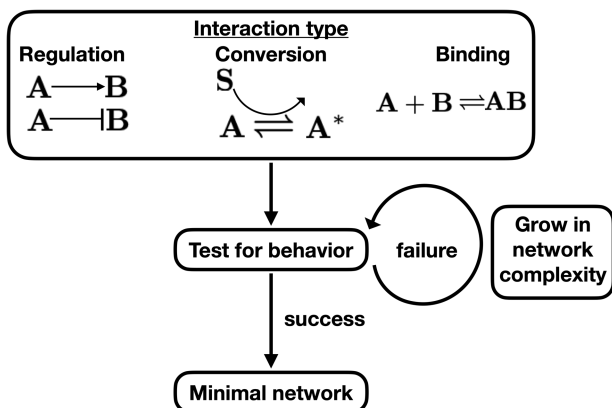 Interaction type
Regulation
Conversion
Binding
A → B
A ⊣ B
S
A ⇌ A*
A + B ⇌ AB
Test for behavior
failure
Grow in
network
complexity
success
Minimal network